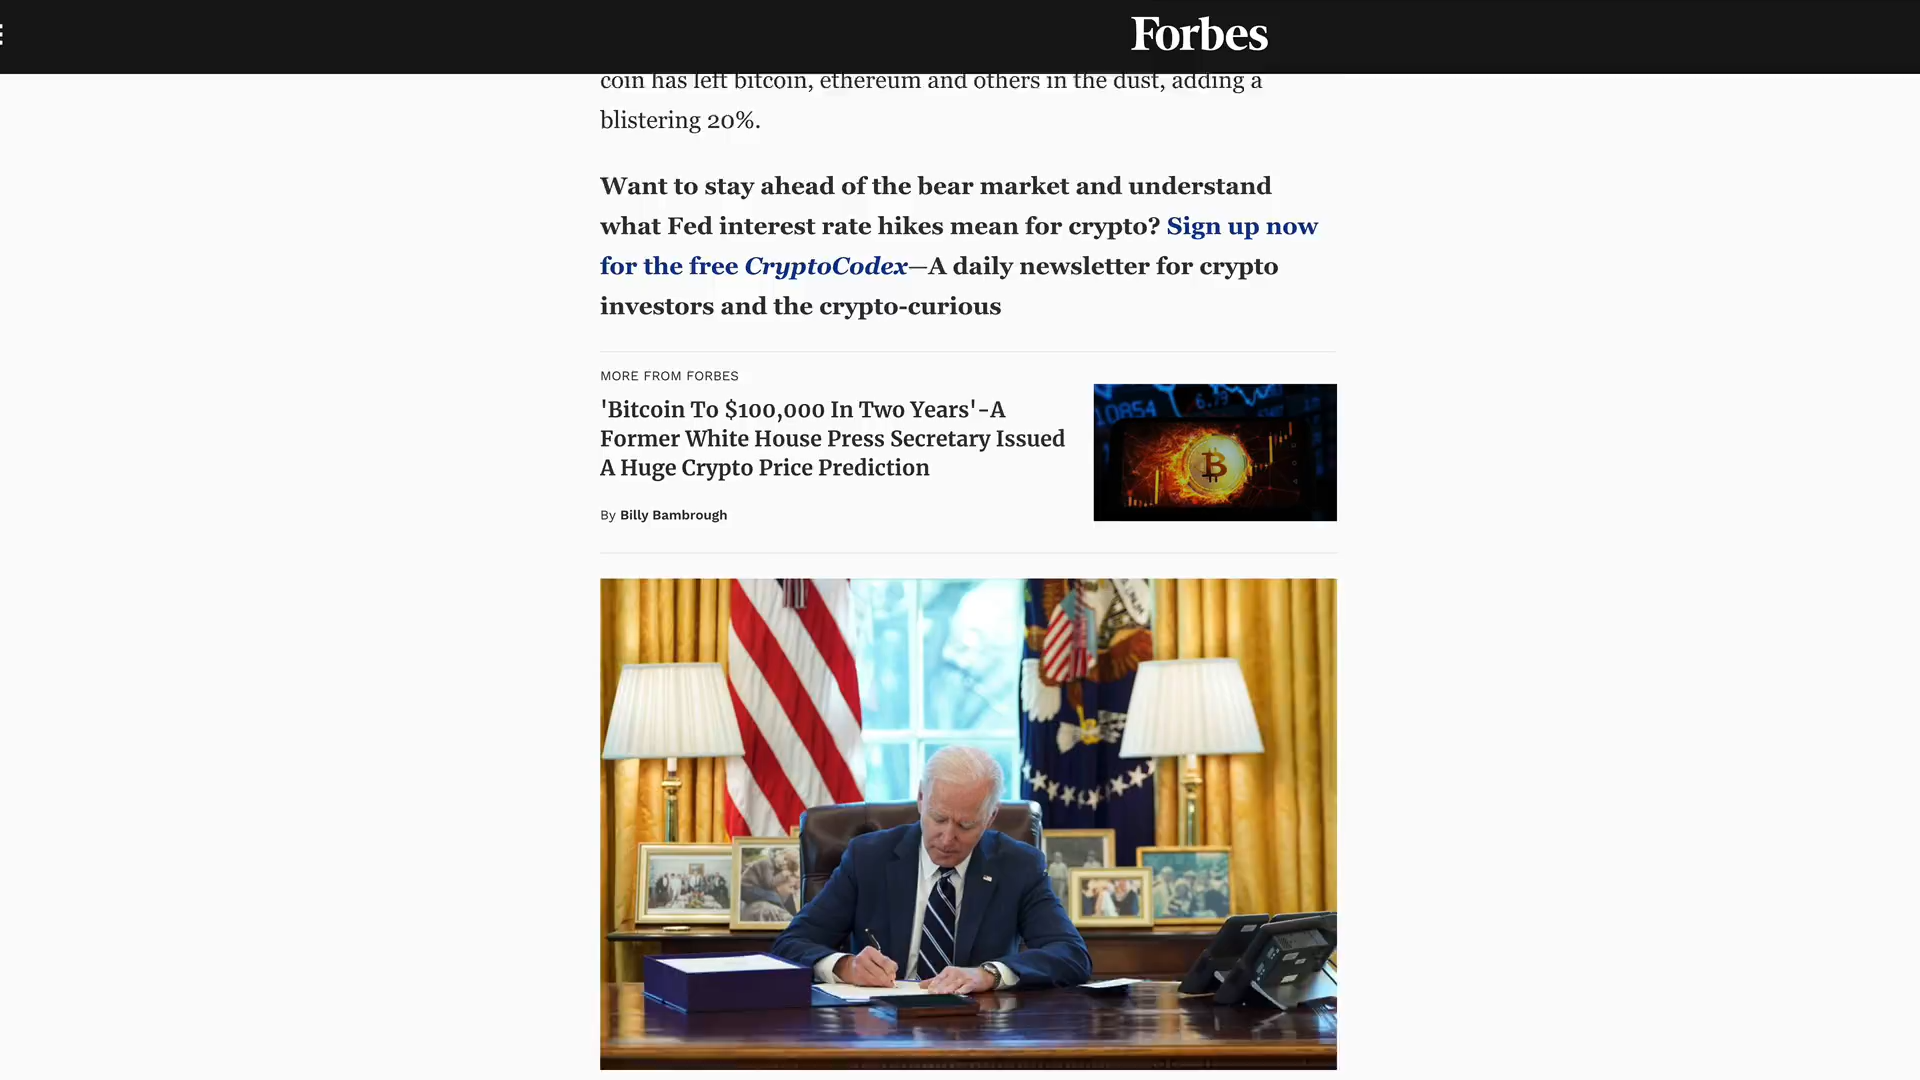 Forbes
coin has left bitcoin, ethereum and others in the dust, adding a
blistering 20%.
Want to stay ahead of the bear market and understand
what Fed interest rate hikes mean for crypto? Sign up now
for the free CryptoCodex—A daily newsletter for crypto
investors and the crypto-curious
MORE FROM FORBES
'Bitcoin To $100,000 In Two Years'-A
Former White House Press Secretary Issued
A Huge Crypto Price Prediction
By Billy Bambrough
10854
6.79